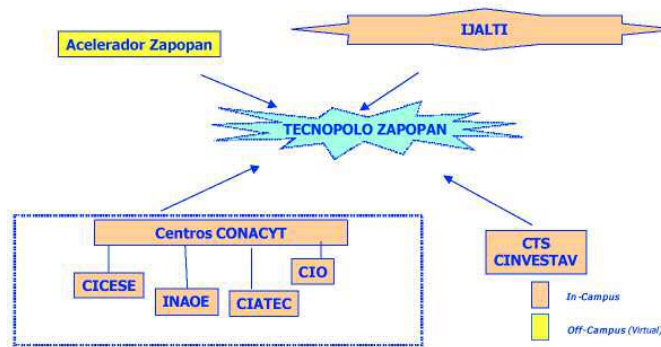 Acelerador Zapopan
IJALTI
TECNOPOLO ZAPOPAN
Centros CONACYT
CICESE
INAOE
CIATEC
CIO
CTS
CINVESTAV
In-Campus
Off-Campus (Virtual)